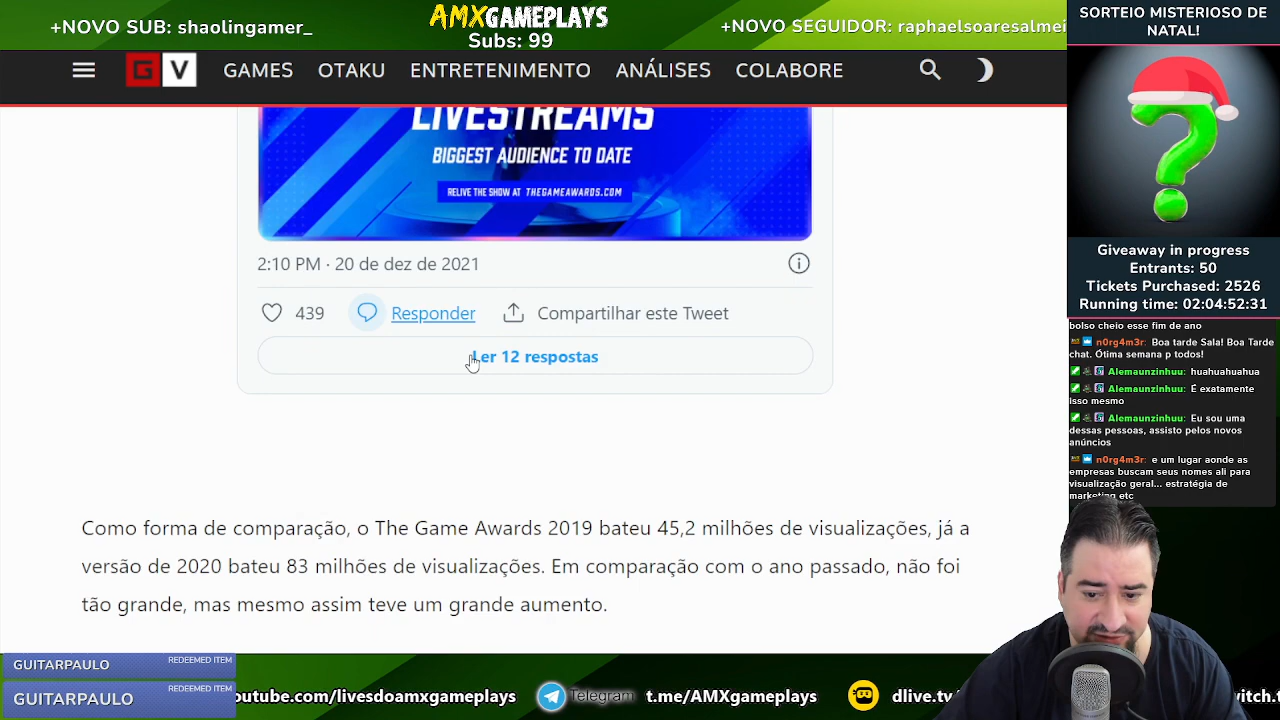 +NOVO SUB: shaolingamer_
AMXGAMEPLAYS
Subs: 99
+NOVO SEGUIDOR: raphaelsoaresalmei
SORTEIO MISTERIOSO DE
NATAL!
G V
GAMES
OTAKU
ENTRETENIMENTO
ANÁLISES
COLABORE
LIVESTREAMS
BIGGEST AUDIENCE TO DATE
RELIVE THE SHOW AT THEGAMEAWARDS.COM
2:10 PM · 20 de dez de 2021
439
Responder
Compartilhar este Tweet
Ler 12 respostas
Como forma de comparação, o The Game Awards 2019 bateu 45,2 milhões de visualizações, já a
versão de 2020 bateu 83 milhões de visualizações. Em comparação com o ano passado, não foi
tão grande, mas mesmo assim teve um grande aumento.
Giveaway in progress
Entrants: 50
Tickets Purchased: 2526
Running time: 02:04:52:31
bolso cheio esse fim de ano
n0rg4m3r: Boa tarde Sala! Boa Tarde
chat. Ótima semana p todos!
Alemaunzinhuu: huahuahuahua
Alemaunzinhuu: É exatamente
isso mesmo
Alemaunzinhuu: Eu sou uma
dessas pessoas, assisto pelos novos
anúncios
n0rg4m3r: e um lugar aonde as
empresas buscam seus nomes ali para
visualização geral... estratégia de
marketing etc
GUITARPAULO
REDEEMED ITEM
GUITARPAULO
REDEEMED ITEM
outube.com/livesdoamxgameplays
Telegram
t.me/AMXgameplays
dlive.tv/
witch.t